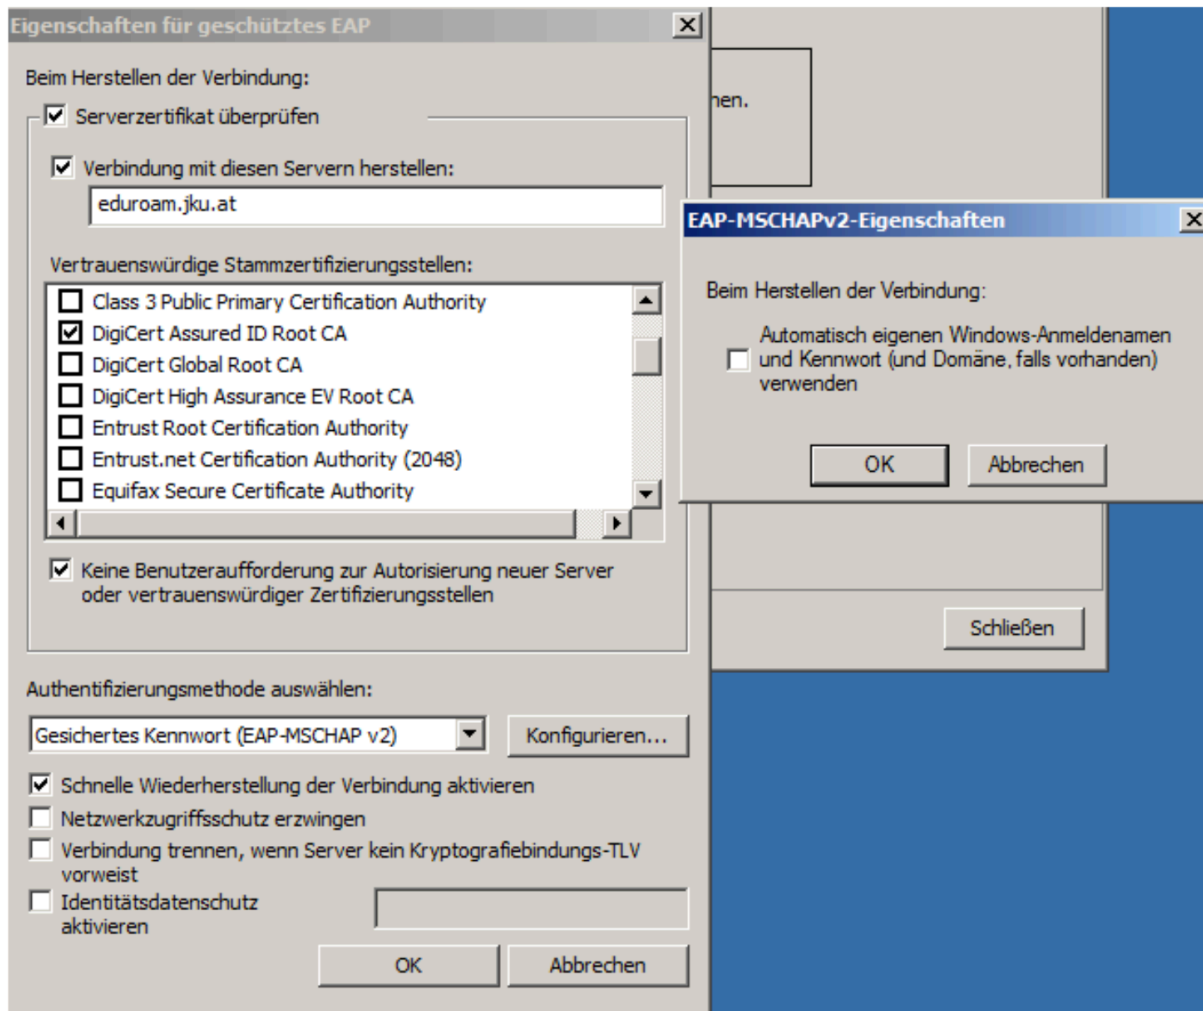 Eigenschaften für geschütztes EAP
Beim Herstellen der Verbindung:
Serverzertifikat überprüfen
Verbindung mit diesen Servern herstellen:
eduroam.jku.at
Vertrauenswürdige Stammzertifizierungsstellen:
Class 3 Public Primary Certification Authority
DigiCert Assured ID Root CA
DigiCert Global Root CA
DigiCert High Assurance EV Root CA
Entrust Root Certification Authority
Entrust.net Certification Authority (2048)
Equifax Secure Certificate Authority
Keine Benutzeraufforderung zur Autorisierung neuer Server
oder vertrauenswürdiger Zertifizierungsstellen
Authentifizierungsmethode auswählen:
Gesichertes Kennwort (EAP-MSCHAP v2)
Konfigurieren...
Schnelle Wiederherstellung der Verbindung aktivieren
Netzwerkzugriffsschutz erzwingen
Verbindung trennen, wenn Server kein Kryptografiebindungs-TLV
vorweist
Identitätsdatenschutz
aktivieren
OK
Abbrechen
hen.
EAP-MSCHAPv2-Eigenschaften
Beim Herstellen der Verbindung:
Automatisch eigenen Windows-Anmeldenamen
und Kennwort (und Domäne, falls vorhanden)
verwenden
OK
Abbrechen
Schließen